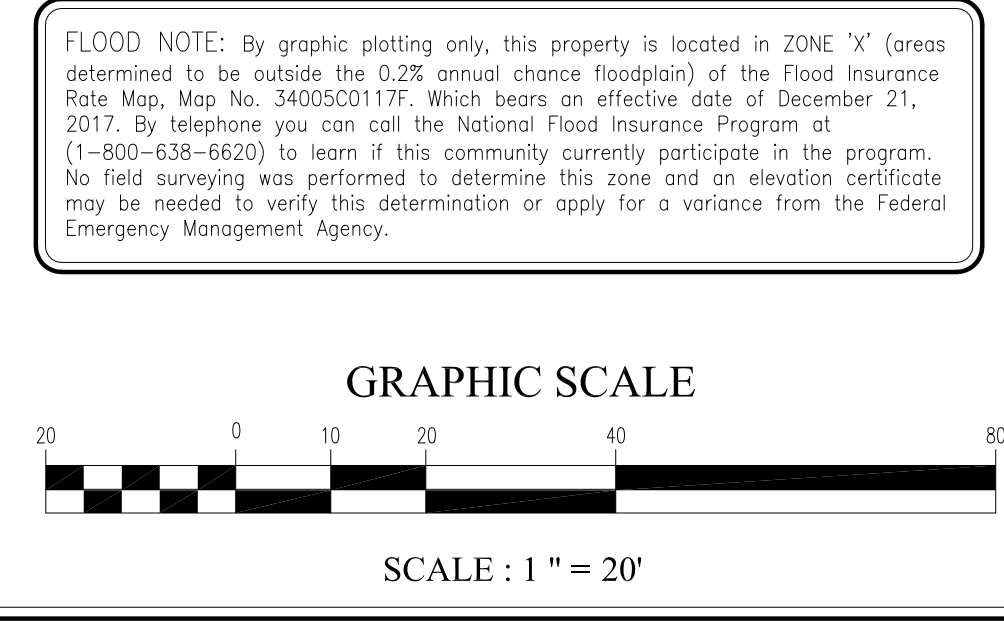 FLOOD NOTE: By graphic plotting only, this property is located in ZONE 'X' (areas
determined to be outside the 0.2% annual chance floodplain) of the Flood Insurance
Rate Map, Map No. 34005C0117F. Which bears an effective date of December 21,
2017. By telephone you can call the National Flood Insurance Program at
(1-800-638-6620) to learn if this community currently participate in the program.
No field surveying was performed to determine this zone and an elevation certificate
may be needed to verify this determination or apply for a variance from the Federal
Emergency Management Agency.
GRAPHIC SCALE
20 0 10 20 40 80
SCALE : 1 " = 20'